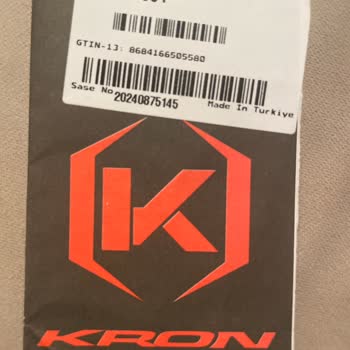 GTIN-13: 8684166505580
Sase No 20240875145 Made In Turkiye
K
KRON